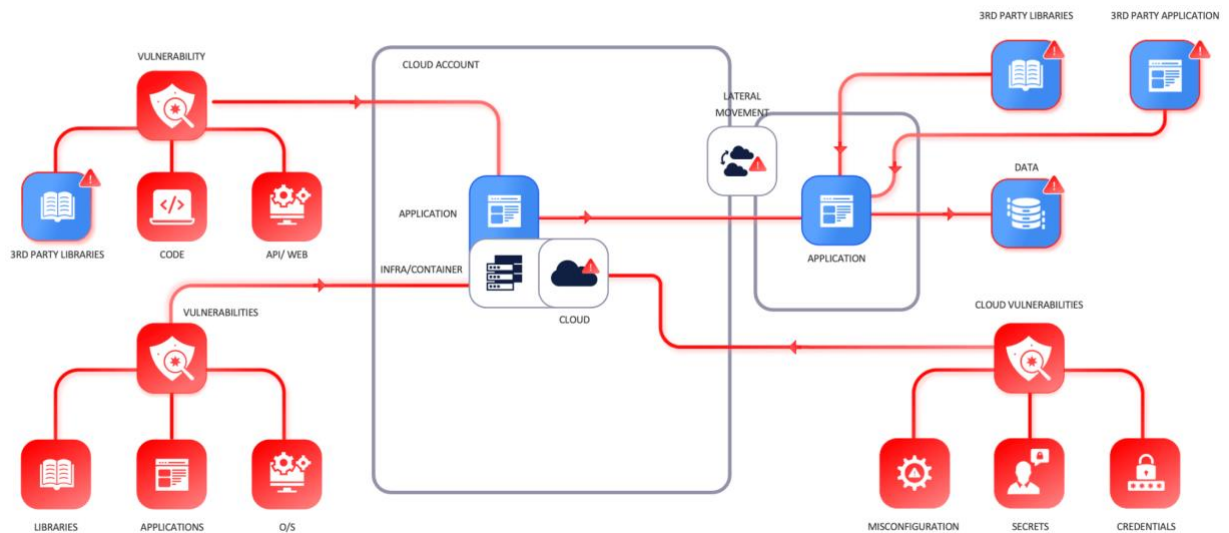 3RD PARTY LIBRARIES
3RD PARTY APPLICATION
VULNERABILITY
CLOUD ACCOUNT
LATERAL
MOVEMENT
DATA
APPLICATION
3RD PARTY LIBRARIES
CODE
API/ WEB
INFRA/CONTAINER
APPLICATION
VULNERABILITIES
CLOUD
CLOUD VULNERABILITIES
LIBRARIES
APPLICATIONS
O/S
MISCONFIGURATION
SECRETS
CREDENTIALS